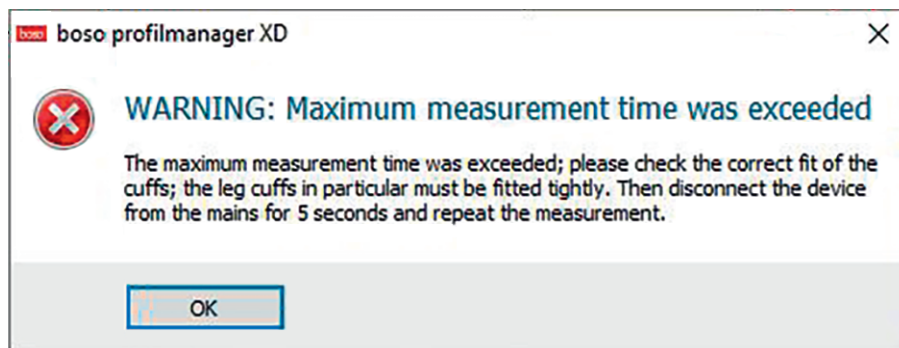 boso boso profilmanager XD
WARNING: Maximum measurement time was exceeded
The maximum measurement time was exceeded; please check the correct fit of the
cuffs; the leg cuffs in particular must be fitted tightly. Then disconnect the device
from the mains for 5 seconds and repeat the measurement.
OK